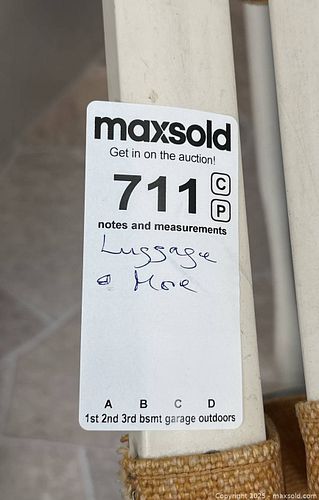 maxsold
Get in on the auction!
711 C
P
notes and measurements
Luggage
& More
A B C D
1st 2nd 3rd bsmt garage outdoors
Copyright 2025 - maxsold.com